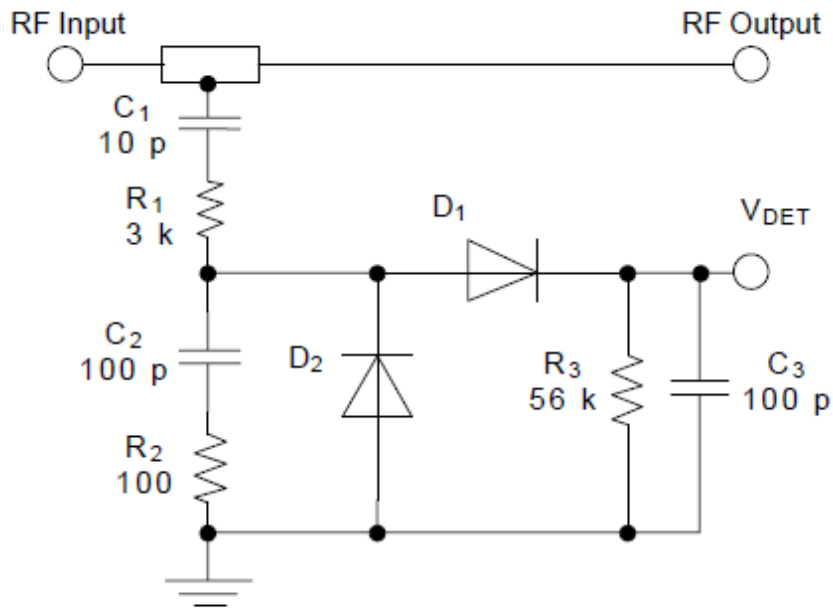 RF Input
RF Output
C1
10 p
R1
3 k
D1
VDET
C2
100 p
D2
R3
56 k
C3
100 p
R2
100